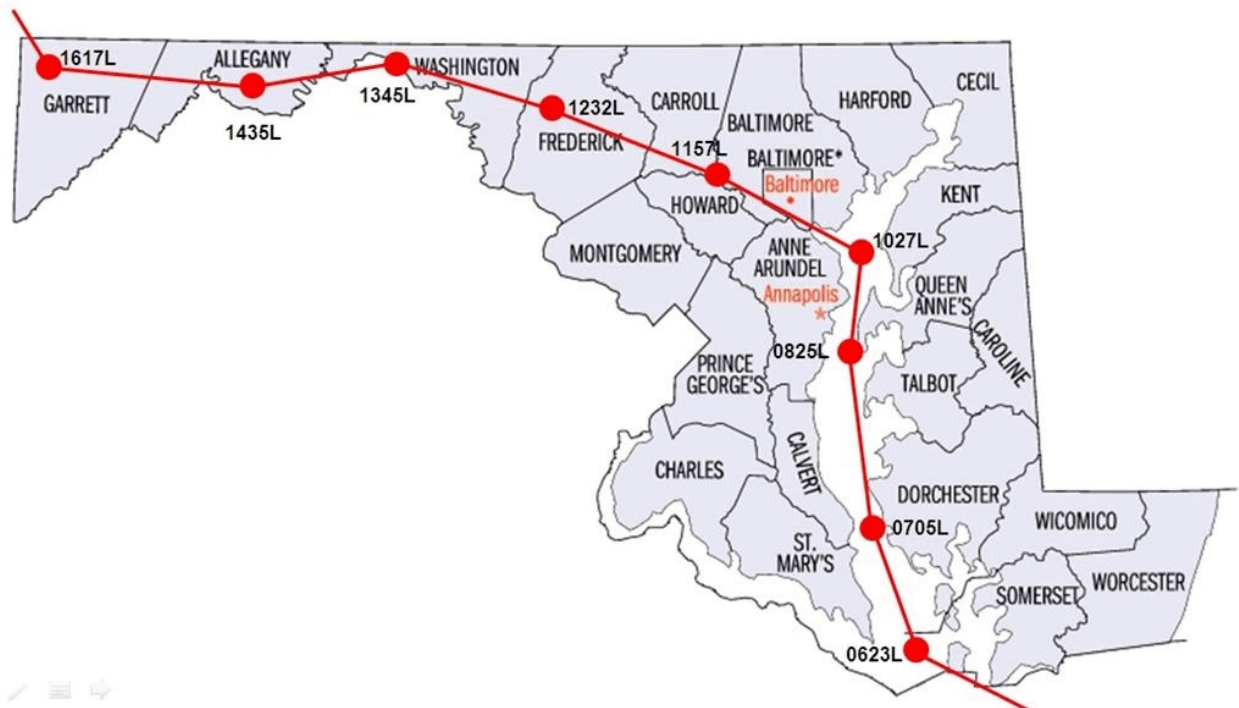 1617L
GARRETT
ALLEGANY
1435L
1345L
WASHINGTON
1232L
FREDERICK
CARROLL
1157L
BALTIMORE
BALTIMORE*
Baltimore
HARFORD
CECIL
HOWARD
KENT
MONTGOMERY
ANNE
ARUNDEL
Annapolis
1027L
QUEEN
ANNE'S
CAROLINE
0825L
PRINCE
GEORGE'S
TALBOT
CHARLES
CALVERT
DORCHESTER
0705L
WICOMICO
ST.
MARY'S
SOMERSET
WORCESTER
0623L